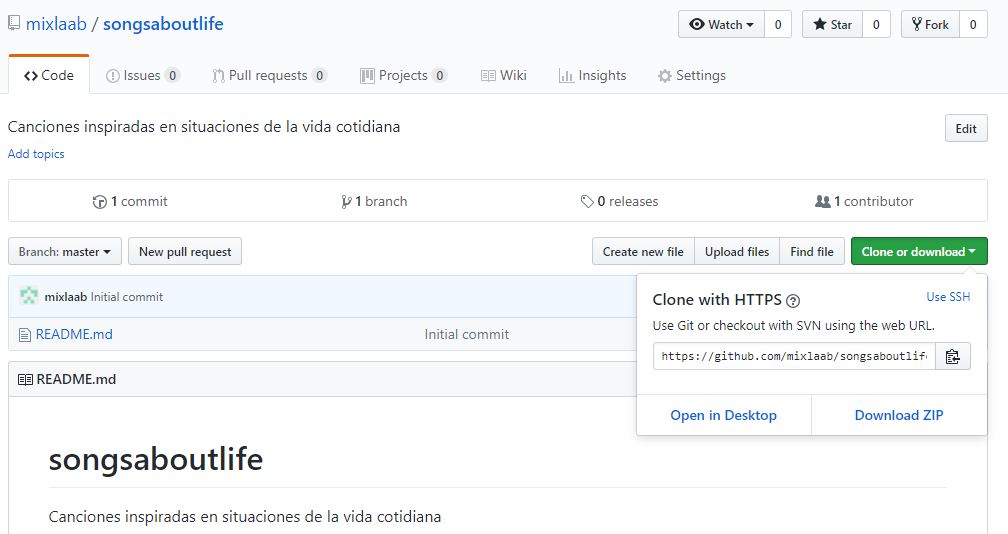 mixlaab / songsaboutlife
Watch 0 Star 0 Fork 0
Code Issues 0 Pull requests 0 Projects 0 Wiki Insights Settings
Canciones inspiradas en situaciones de la vida cotidiana
Edit
Add topics
1 commit 1 branch 0 releases 1 contributor
Branch: master New pull request Create new file Upload files Find file Clone or download
mixlaab Initial commit
README.md Initial commit
Clone with HTTPS ? Use SSH
Use Git or checkout with SVN using the web URL.
https://github.com/mixlaab/songsaboutlife
Open in Desktop Download ZIP
README.md
songsaboutlife
Canciones inspiradas en situaciones de la vida cotidiana